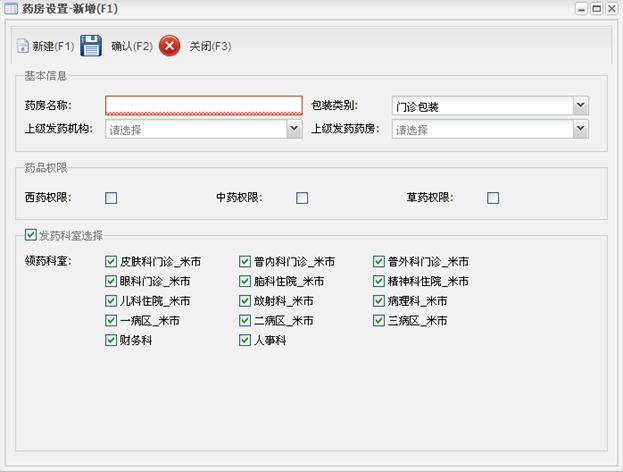 药房设置-新增(F1)
新建(F1) 确认(F2) 关闭(F3)
基本信息
药房名称: 包装类别: 门诊包装
上级发药机构: 请选择 上级发药药房: 请选择
药品权限
西药权限: 中药权限: 草药权限:
发药科室选择
领药科室: 皮肤科门诊_米市 普内科门诊_米市 普外科门诊_米市
眼科门诊_米市 脑科住院_米市 精神科住院_米市
儿科住院_米市 放射科_米市 病理科_米市
一病区_米市 二病区_米市 三病区_米市
财务科 人事科